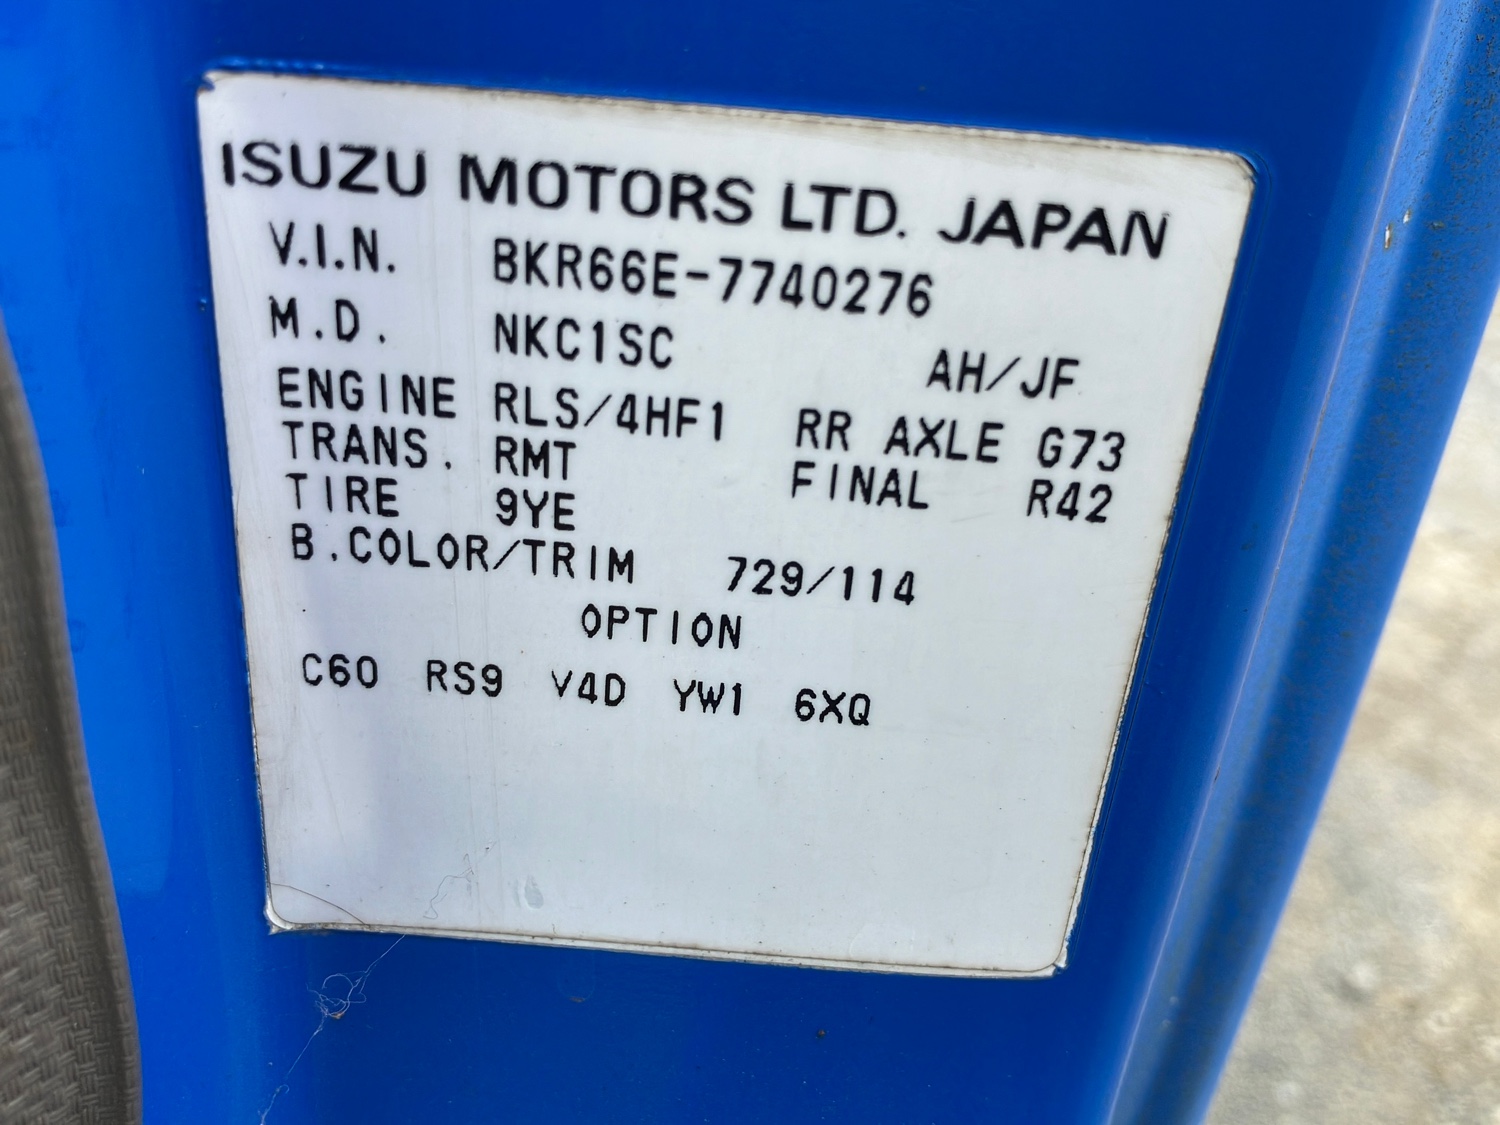 ISUZU MOTORS LTD. JAPAN
V.I.N. BKR66E-7740276
M.D. NKC1SC AH/JF
ENGINE RLS/4HF1 RR AXLE G73
TRANS. RMT FINAL R42
TIRE 9YE
B.COLOR/TRIM 729/114
OPTION
C60 RS9 V4D YW1 6XQ